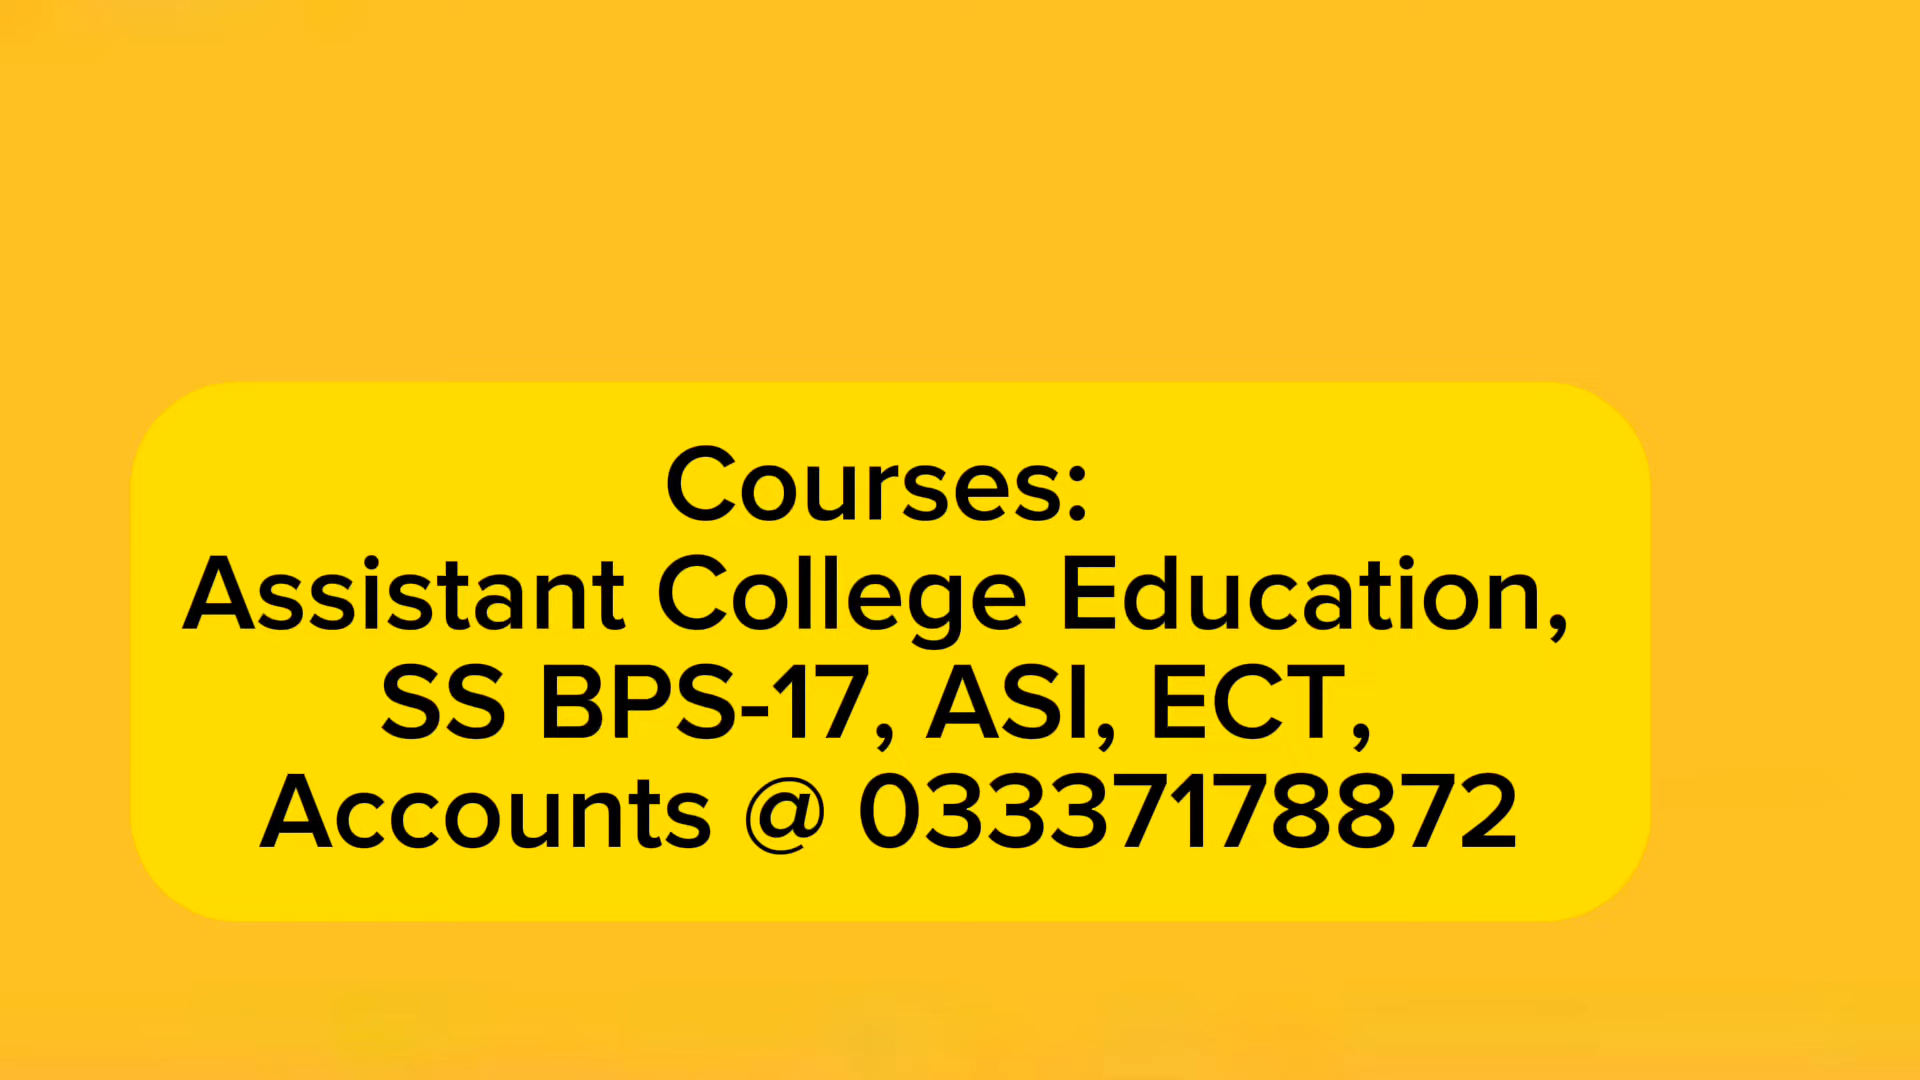 Courses:
Assistant College Education,
SS BPS-17, ASI, ECT,
Accounts @ 03337178872